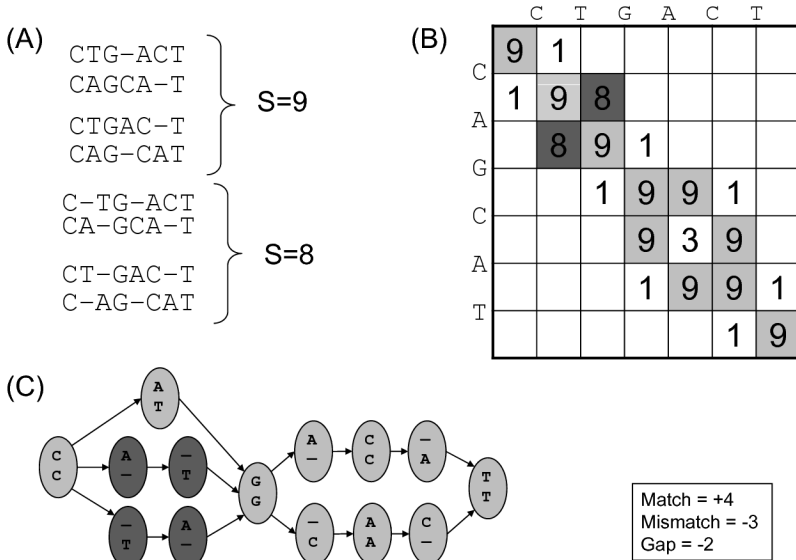 (A)
CTG–ACT
CAGCA–T
CTGAC–T
CAG–CAT
S=9
C–TG–ACT
CA–GCA–T
CT–GAC–T
C–AG–CAT
S=8
(B)
C T G A C T
C A G C A T
9 1
1 9 8
8 9 1
1 9 9 1
9 3 9
1 9 9 1
1 9
(C)
C
C
A
T
A
–
–
T
–
T
A
–
G
G
A
–
C
C
–
A
–
C
A
A
C
–
T
T
Match = +4
Mismatch = -3
Gap = -2